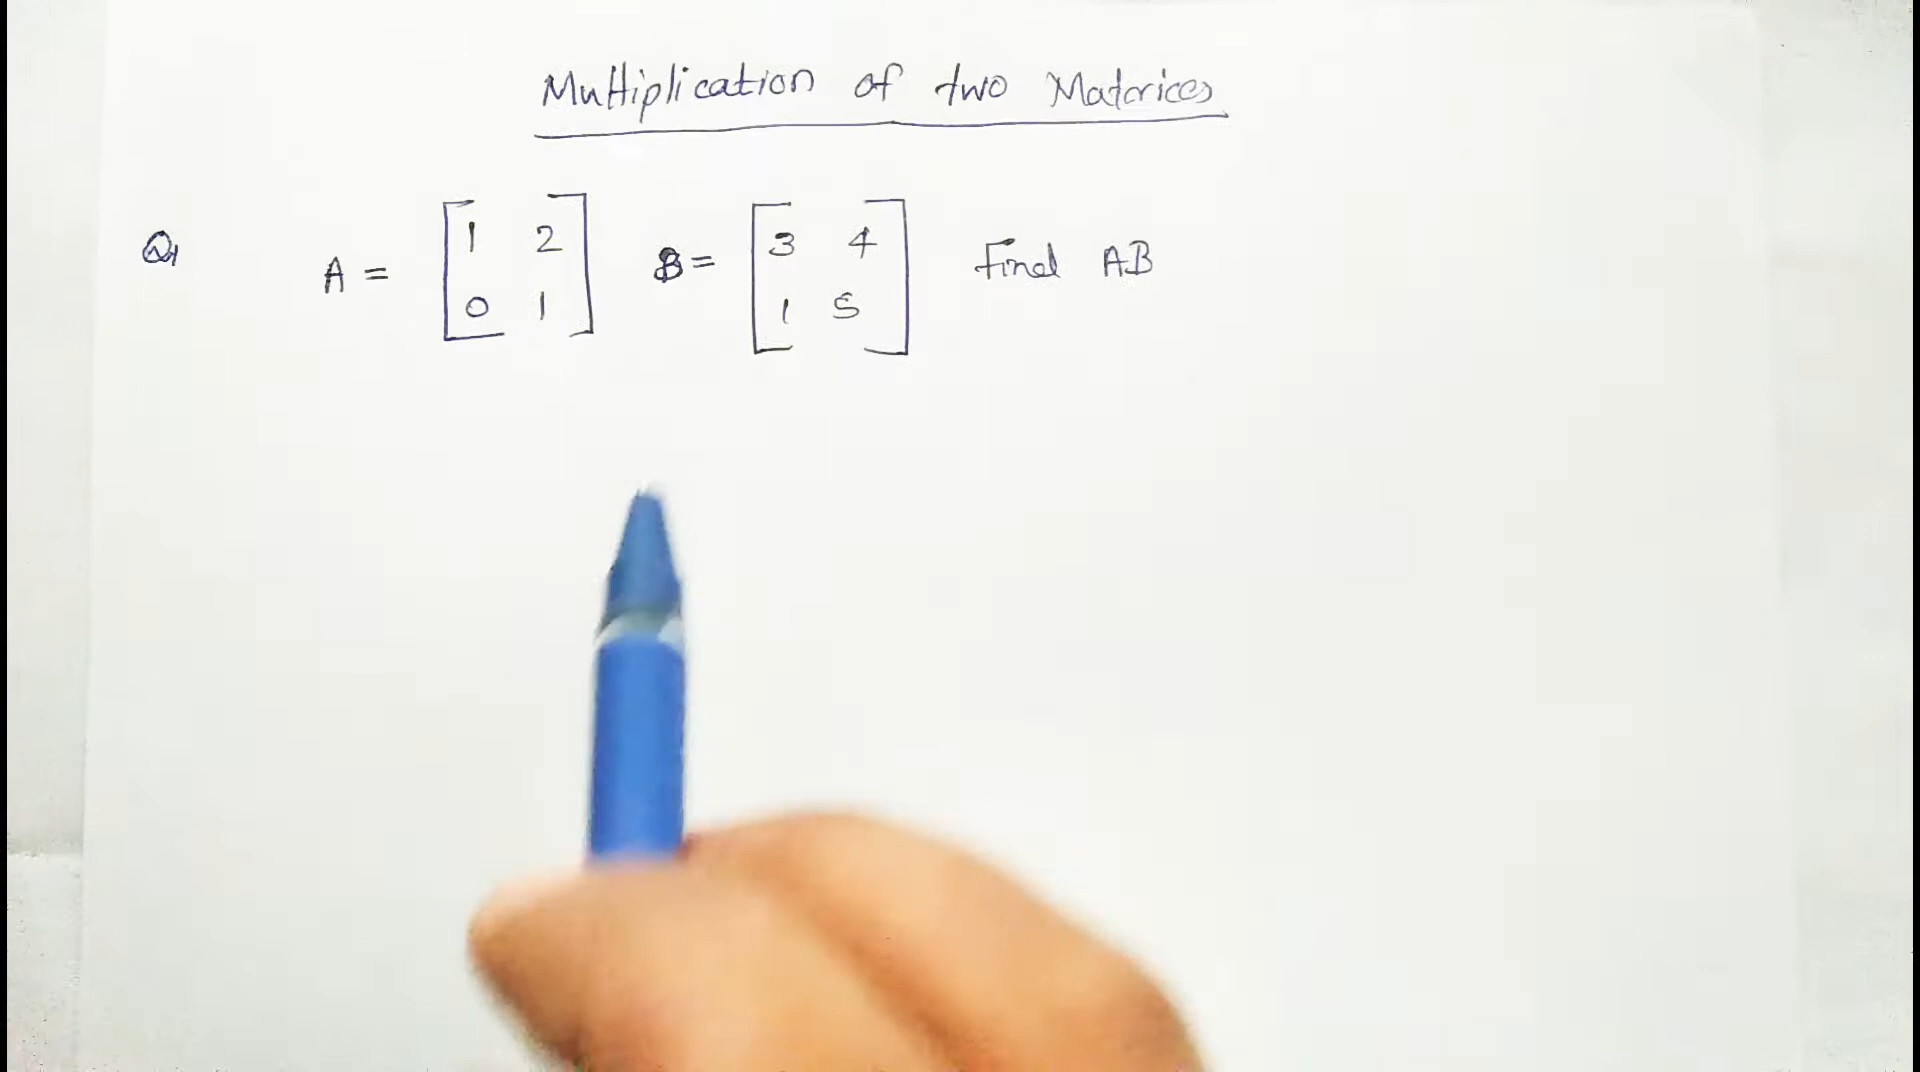 Multiplication of two Matrices
Q1 A = [1 2 B = [3 4 Find AB
0 1] 1 5]